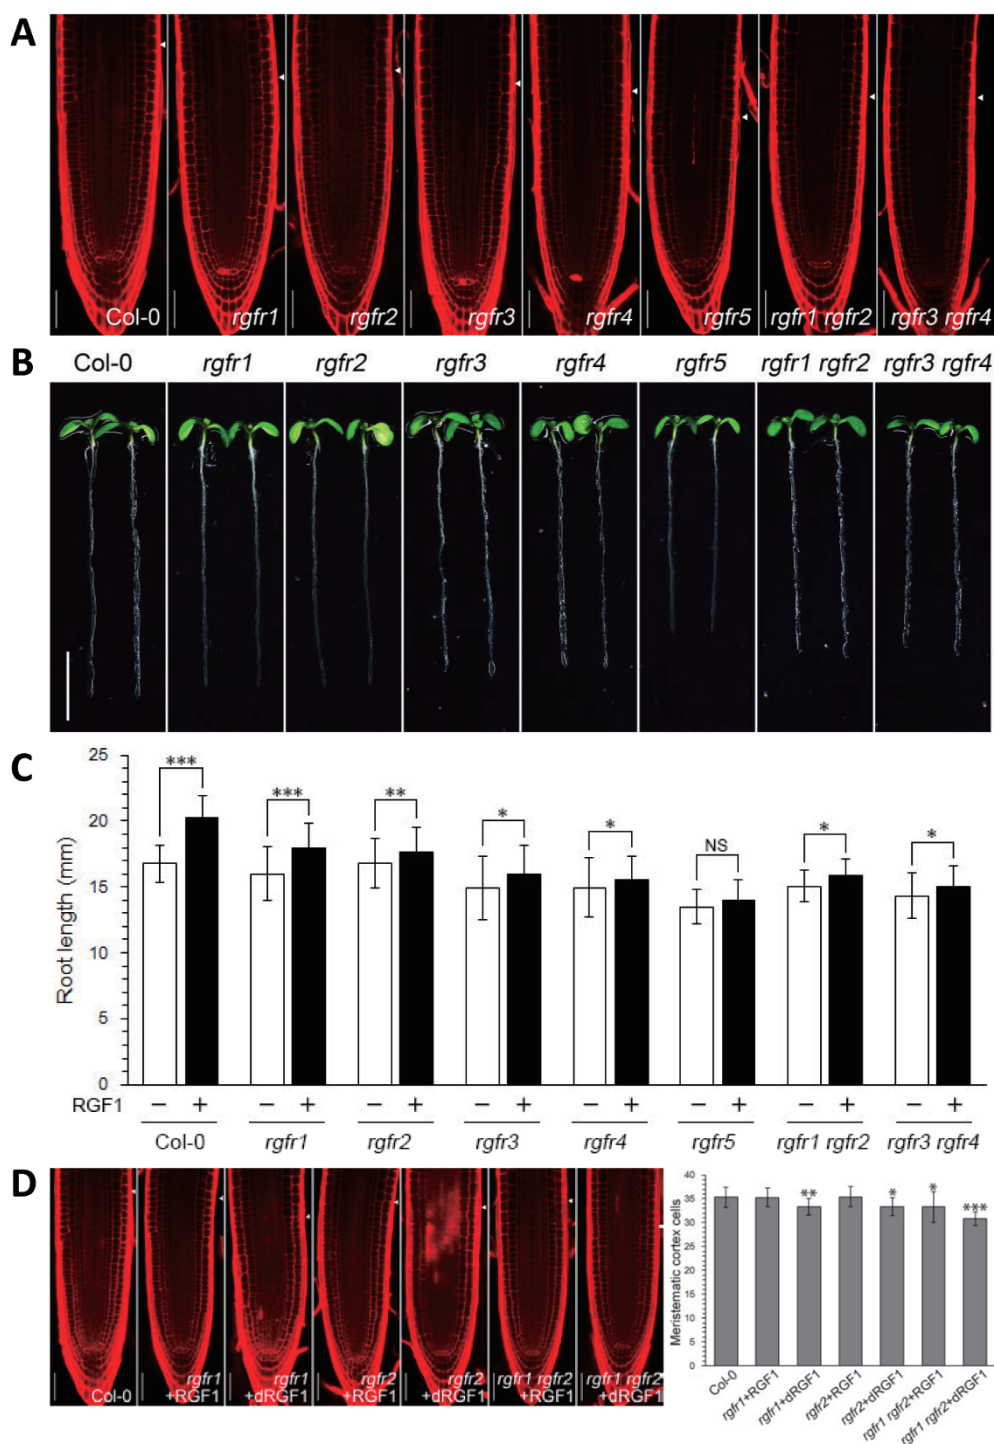 A
Col-0 rgfr1 rgfr2 rgfr3 rgfr4 rgfr5 rgfr1 rgfr2 rgfr3 rgfr4
B
Col-0 rgfr1 rgfr2 rgfr3 rgfr4 rgfr5 rgfr1 rgfr2 rgfr3 rgfr4
C
Root length (mm)
25
20
15
10
5
0
*** *** ** * * NS * *
RGF1 − + − + − + − + − + − + − + − +
Col-0 rgfr1 rgfr2 rgfr3 rgfr4 rgfr5 rgfr1 rgfr2 rgfr3 rgfr4
D
Col-0
rgfr1
+RGF1
rgfr1
+dRGF1
rgfr2
+RGF1
rgfr2
+dRGF1
rgfr1 rgfr2
+RGF1
rgfr1 rgfr2
+dRGF1
Meristematic cortex cells
40
35
30
25
20
15
10
5
0
** * * ***
Col-0
rgfr1+RGF1
rgfr1+dRGF1
rgfr2+RGF1
rgfr2+dRGF1
rgfr1 rgfr2+RGF1
rgfr1 rgfr2+dRGF1